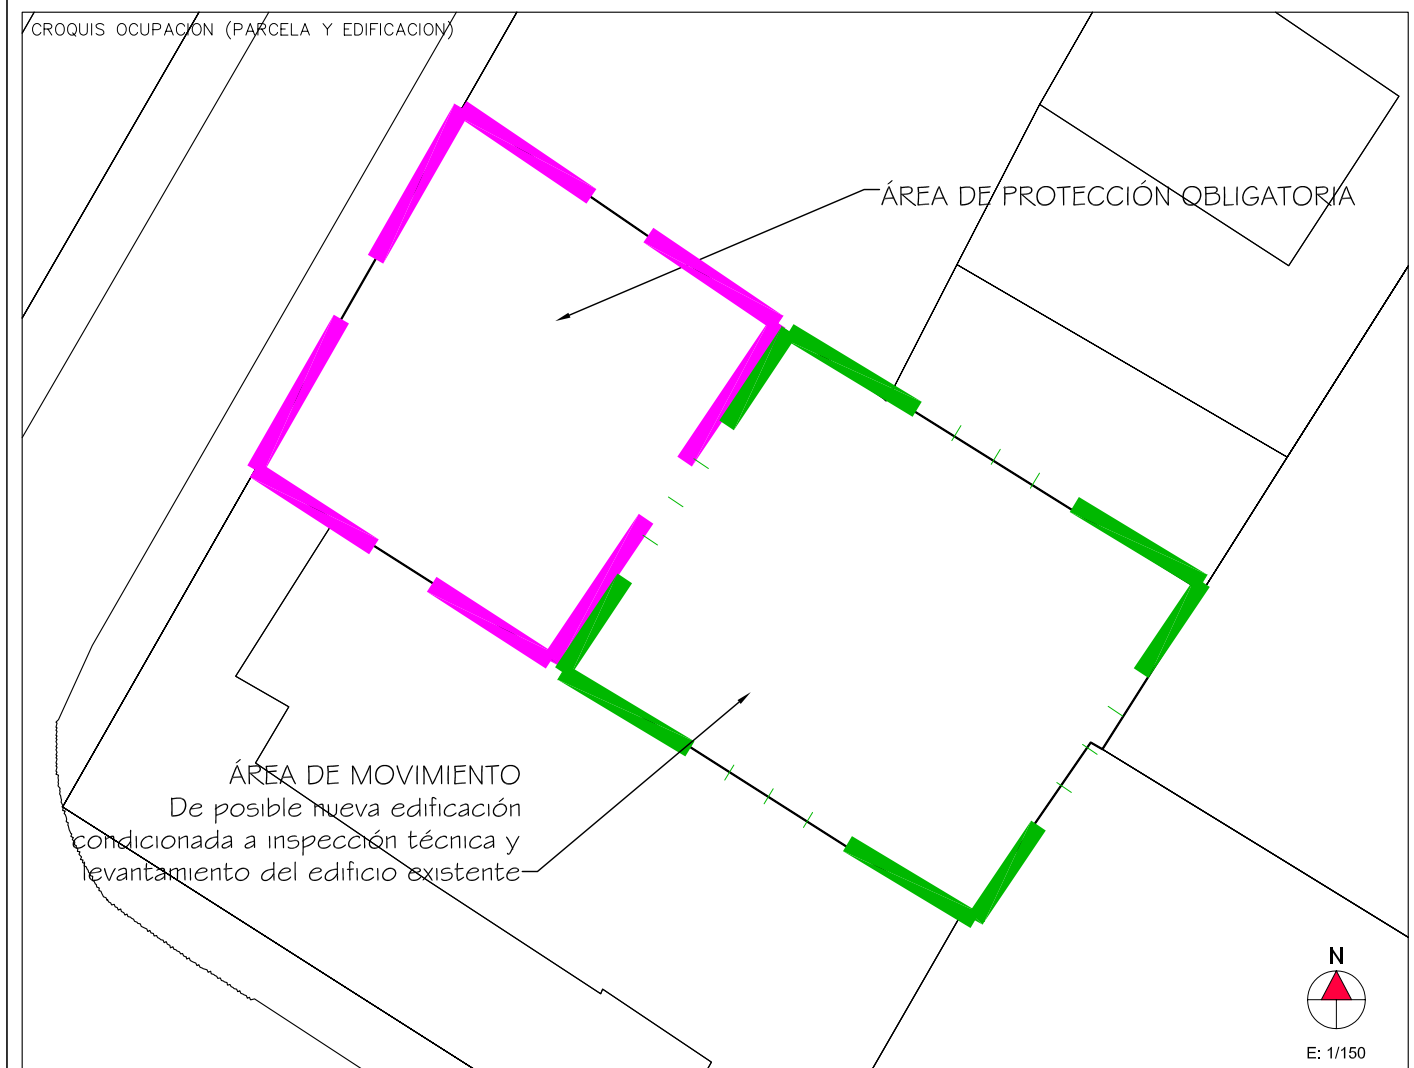 CROQUIS OCUPACIÓN (PARCELA Y EDIFICACION)
ÁREA DE PROTECCIÓN OBLIGATORIA
ÁREA DE MOVIMIENTO
De posible nueva edificación
condicionada a inspección técnica y
levantamiento del edificio existente
N
E: 1/150